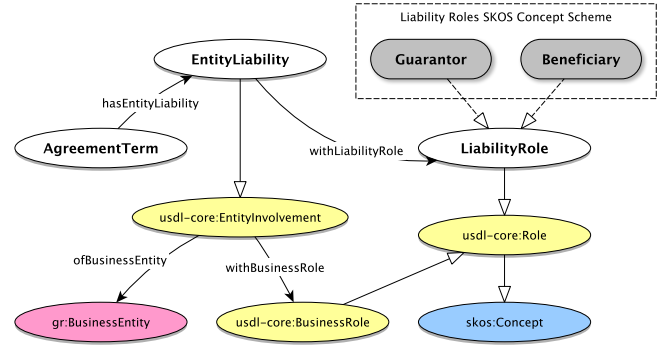 Liability Roles SKOS Concept Scheme
EntityLiability
Guarantor
Beneficiary
hasEntityLiability
AgreementTerm
withLiabilityRole
LiabilityRole
usdl-core:EntityInvolvement
usdl-core:Role
ofBusinessEntity
withBusinessRole
gr:BusinessEntity
usdl-core:BusinessRole
skos:Concept